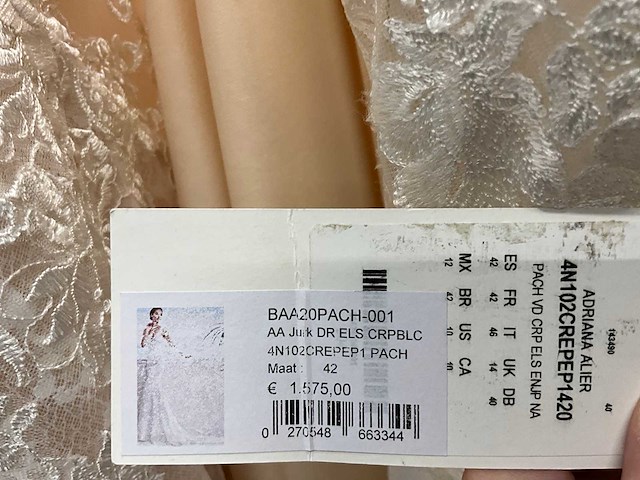 BAA20PACH-001
AA Jurk DR ELS CRPBLC
4N102CREPEP1 PACH
Maat : 42
€ 1.575,00
0 270548 663344
143490 40
ADRIANA ALIER
4N102CREPEP1420
PACH VD CRP ELS ENJP NA
ES FR IT UK DB
42 42 46 14 40
MX BR US CA
12 42 10 10